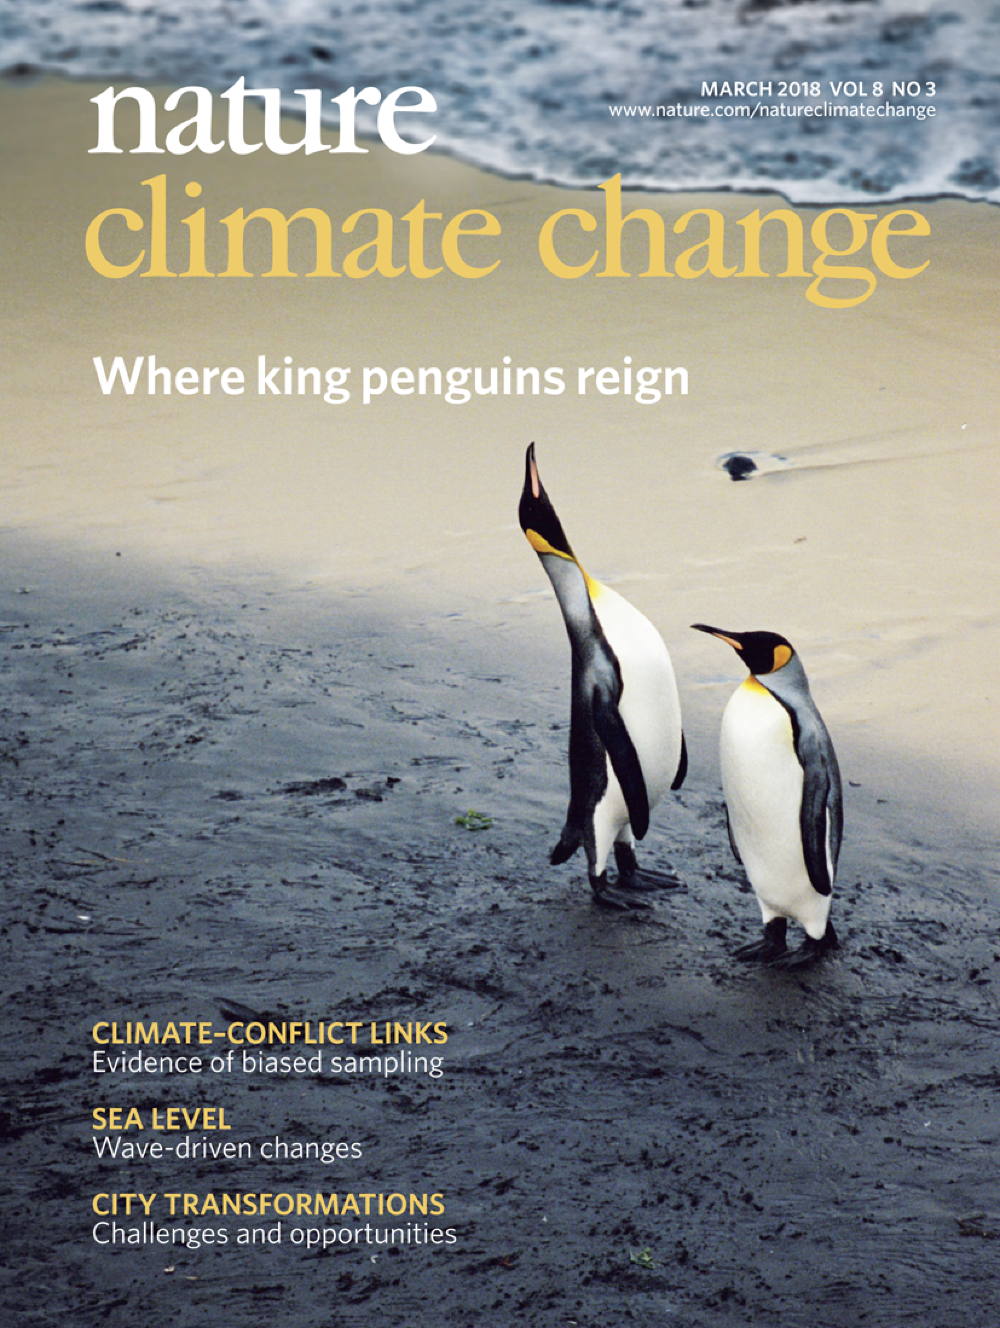 nature
MARCH 2018 VOL 8 NO 3
www.nature.com/natureclimatechange
climate change
Where king penguins reign
CLIMATE–CONFLICT LINKS
Evidence of biased sampling
SEA LEVEL
Wave-driven changes
CITY TRANSFORMATIONS
Challenges and opportunities